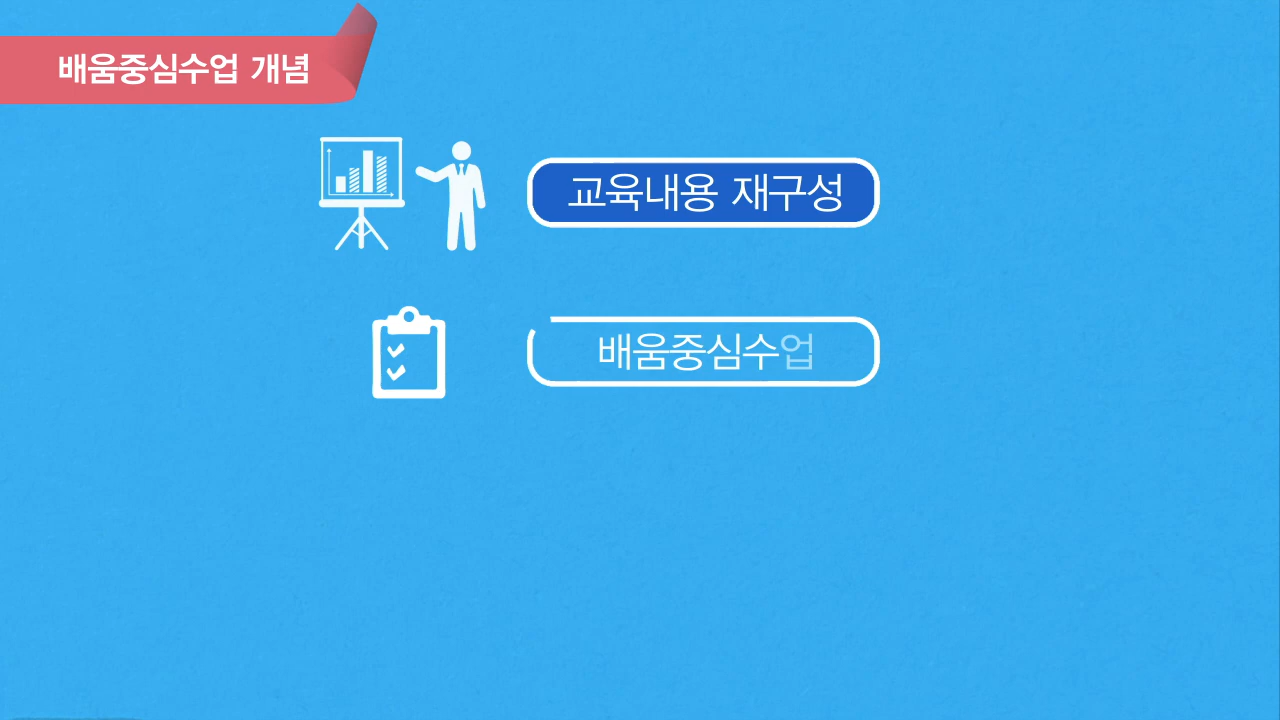 배움중심수업 개념
교육내용 재구성
배움중심수업